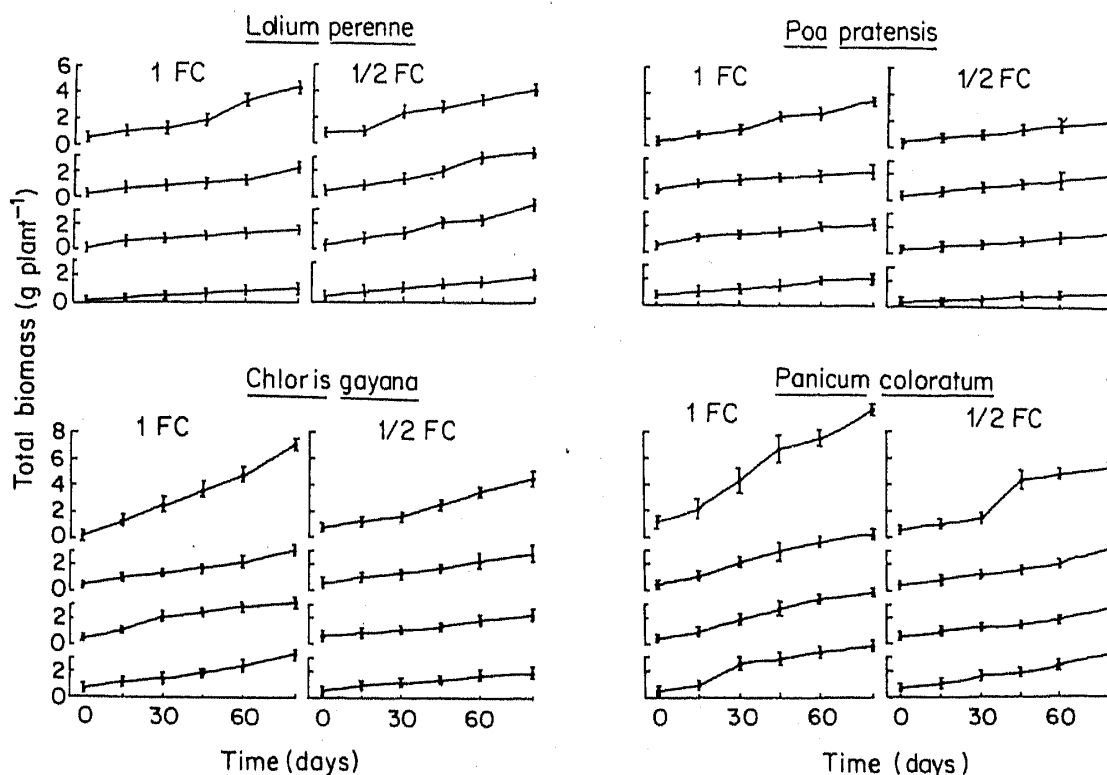 Lolium perenne
Poa pratensis
1 FC
1/2 FC
1 FC
1/2 FC
6
4
2
0
2
0
2
0
2
0
Total biomass (g plant⁻¹)
Chloris gayana
Panicum coloratum
1 FC
1/2 FC
1 FC
1/2 FC
8
6
4
2
0
2
0
2
0
2
0
0 30 60
0 30 60
0 30 60
0 30 60
Time (days)
Time (days)